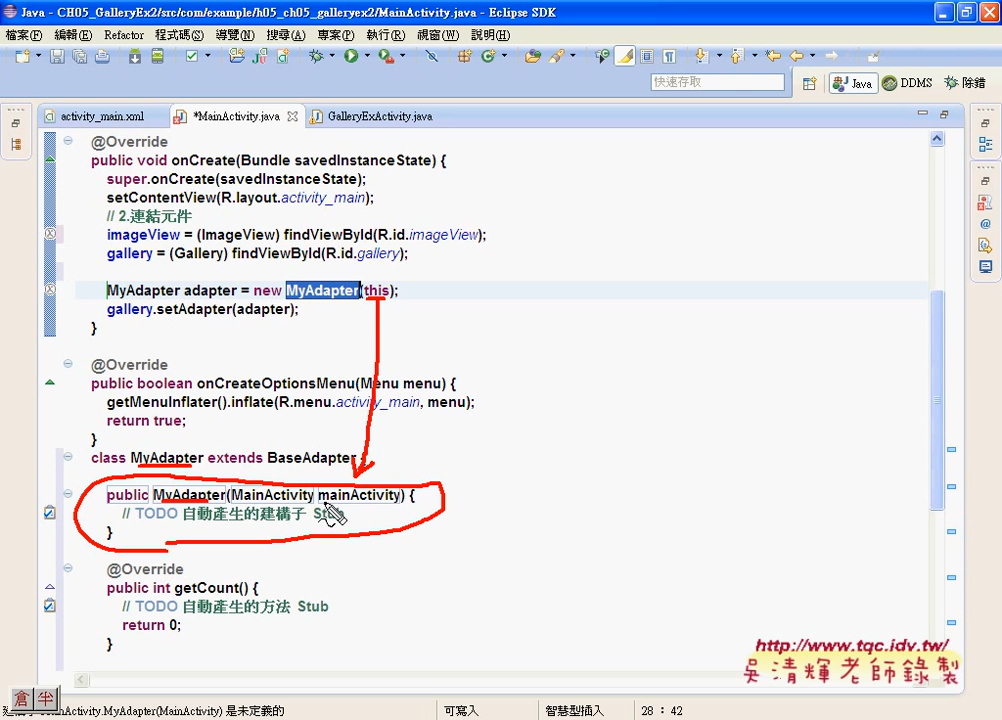 Java - CH05_GalleryEx2/src/com/example/h05_ch05_galleryex2/MainActivity.java - Eclipse SDK
檔案(F) 編輯(E) Refactor 程式碼(S) 導覽(N) 搜尋(A) 專案(P) 執行(R) 視窗(W) 說明(H)
快速存取 Java DDMS 除錯
activity_main.xml *MainActivity.java GalleryExActivity.java
@Override
public void onCreate(Bundle savedInstanceState) {
super.onCreate(savedInstanceState);
setContentView(R.layout.activity_main);
// 2.連結元件
imageView = (ImageView) findViewById(R.id.imageView);
gallery = (Gallery) findViewById(R.id.gallery);
MyAdapter adapter = new MyAdapter(this);
gallery.setAdapter(adapter);
}
@Override
public boolean onCreateOptionsMenu(Menu menu) {
getMenuInflater().inflate(R.menu.activity_main, menu);
return true;
}
class MyAdapter extends BaseAdapter {
public MyAdapter(MainActivity mainActivity) {
// TODO 自動產生的建構子 Stub
}
@Override
public int getCount() {
// TODO 自動產生的方法 Stub
return 0;
}
http://www.tqc.idv.tw/
吳清輝老師錄製
倉 半
MainActivity.MyAdapter(MainActivity) 是未定義的 可寫入 智慧型插入 28 : 42